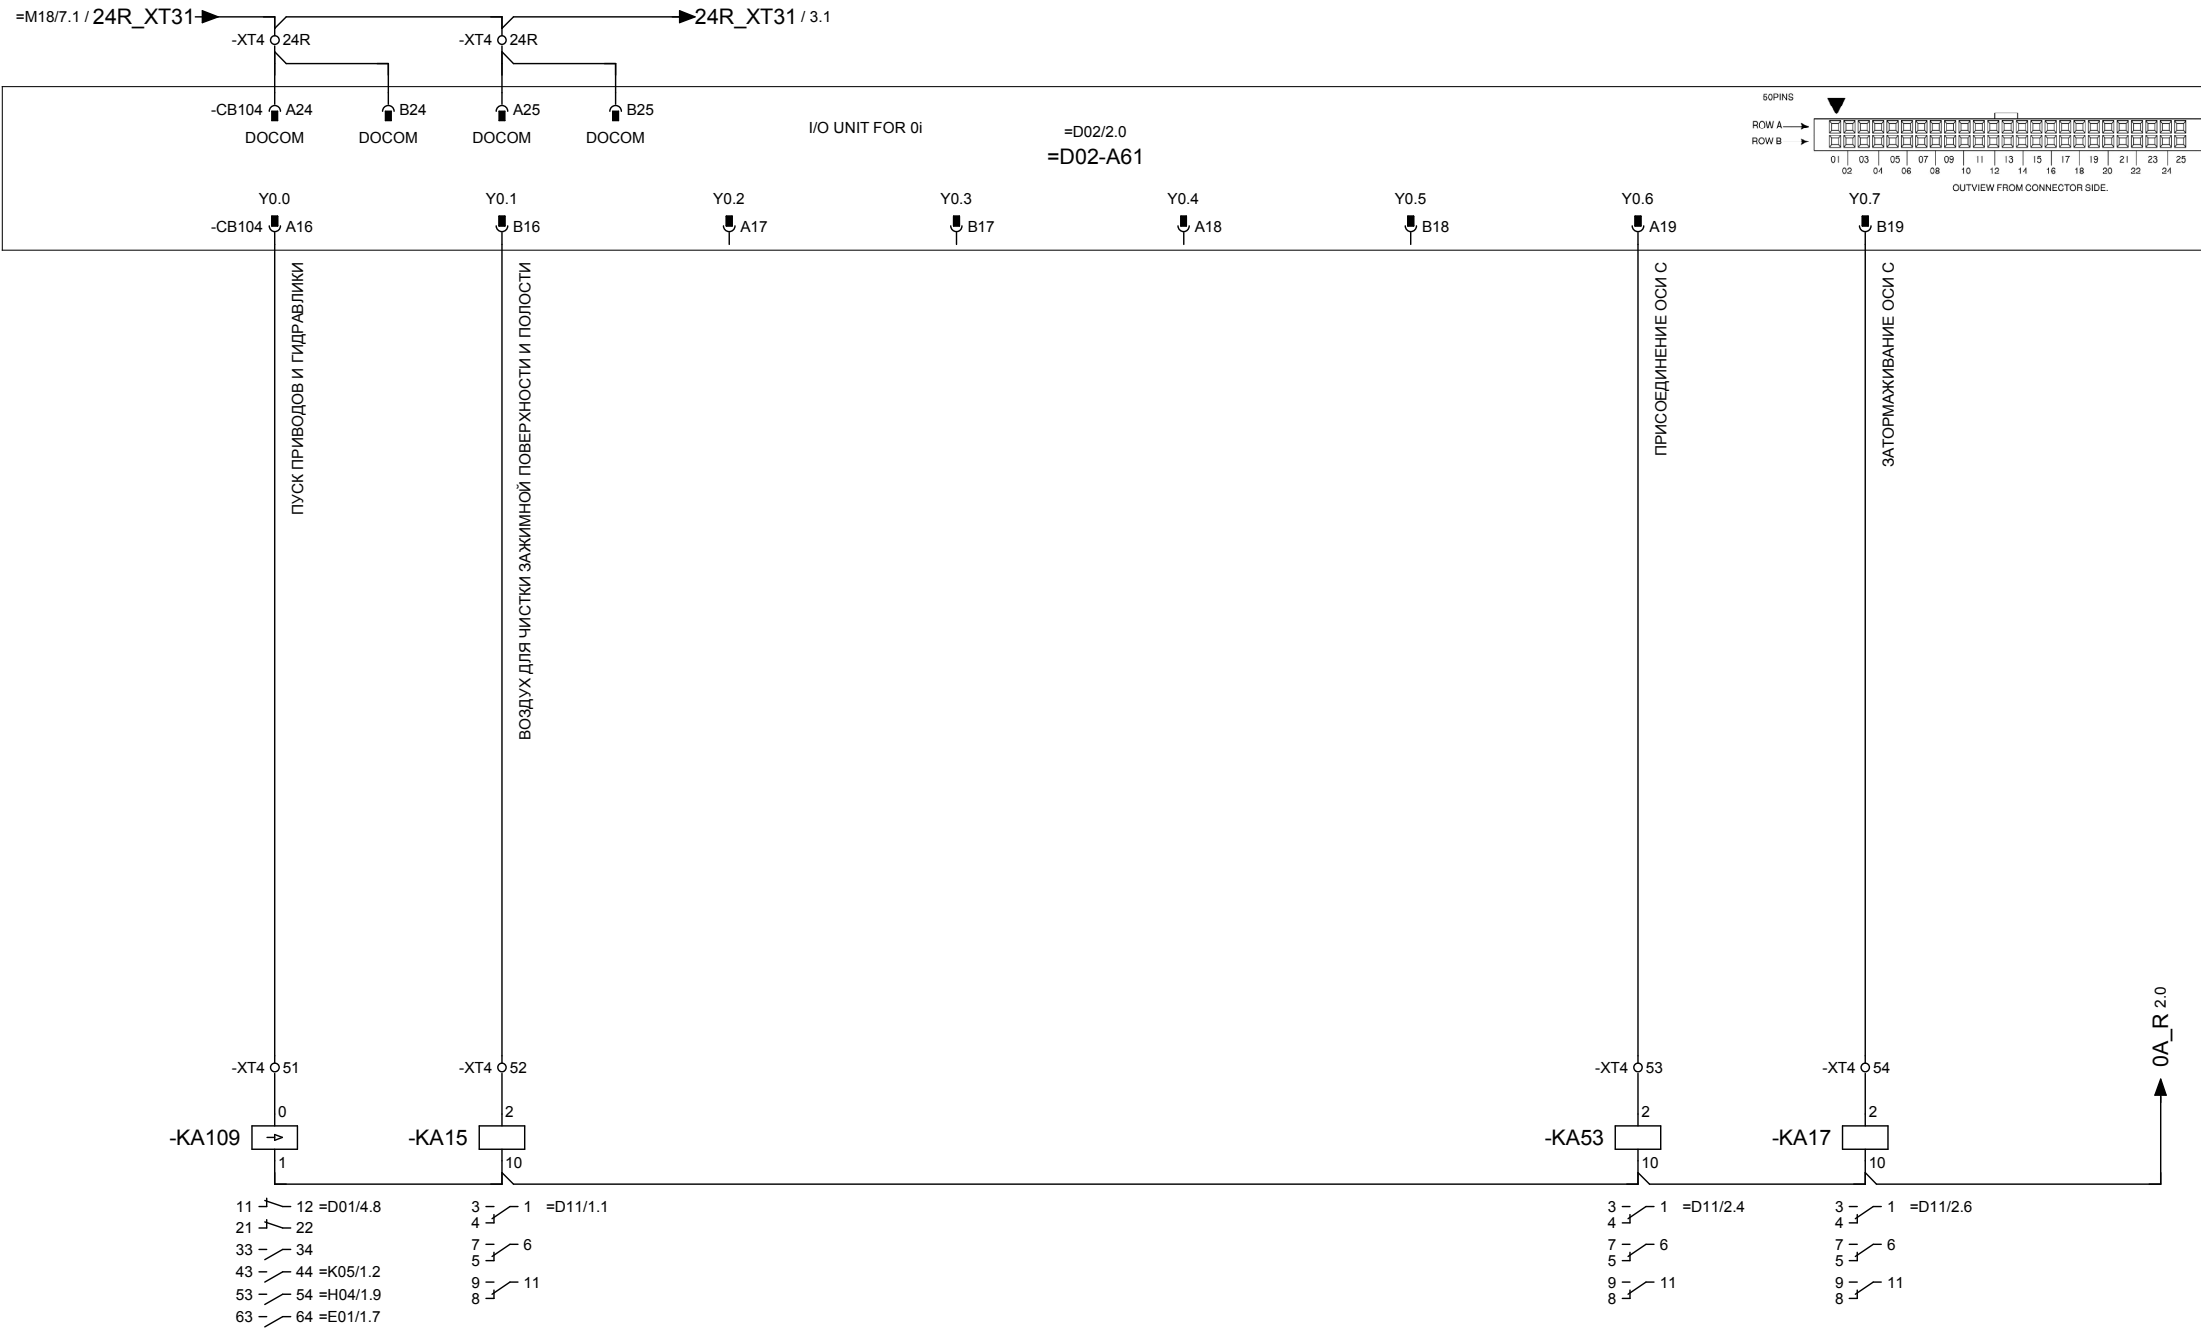 =M18/7.1 / 24R_XT31
24R_XT31 / 3.1
-XT4 24R
-XT4 24R
-CB104 A24
B24
A25
B25
DOCOM
DOCOM
DOCOM
DOCOM
I/O UNIT FOR 0i
=D02/2.0
=D02-A61
50PINS
ROW A
ROW B
01 03 05 07 09 11 13 15 17 19 21 23 25
02 04 06 08 10 12 14 16 18 20 22 24
OUTVIEW FROM CONNECTOR SIDE.
Y0.0
Y0.1
Y0.2
Y0.3
Y0.4
Y0.5
Y0.6
Y0.7
-CB104 A16
B16
A17
B17
A18
B18
A19
B19
ПУСК ПРИВОДОВ И ГИДРАВЛИКИ
ВОЗДУХ ДЛЯ ЧИСТКИ ЗАЖИМНОЙ ПОВЕРХНОСТИ И ПОЛОСТИ
ПРИСОЕДИНЕНИЕ ОСИ С
ЗАТОРМАЖИВАНИЕ ОСИ С
0A_R 2.0
-XT4 51
-XT4 52
-XT4 53
-XT4 54
0
2
2
2
-KA109
-KA15
-KA53
-KA17
1
10
10
10
11 12 =D01/4.8
21 22
33 34
43 44 =K05/1.2
53 54 =H04/1.9
63 64 =E01/1.7
3 1 =D11/1.1
4
7 6
5
9 11
8
3 1 =D11/2.4
4
7 6
5
9 11
8
3 1 =D11/2.6
4
7 6
5
9 11
8